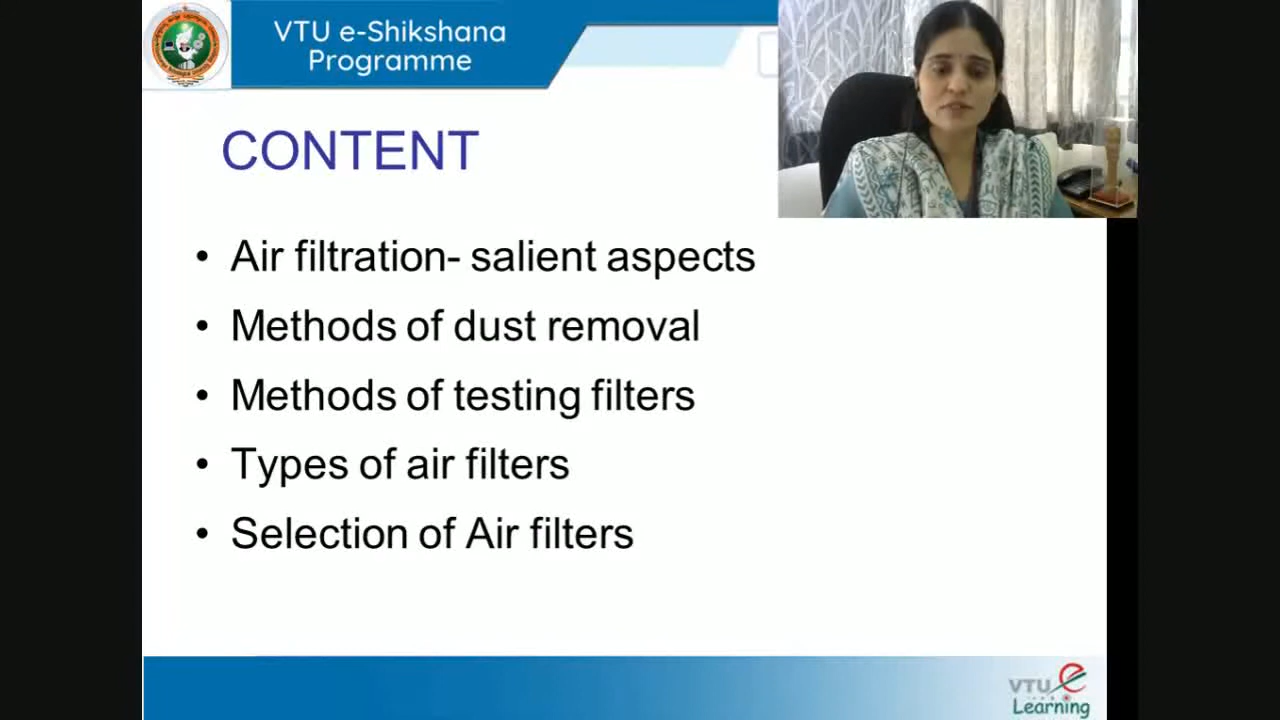 VTU e-Shikshana
Programme
CONTENT
• Air filtration- salient aspects
• Methods of dust removal
• Methods of testing filters
• Types of air filters
• Selection of Air filters
VTU e
Learning